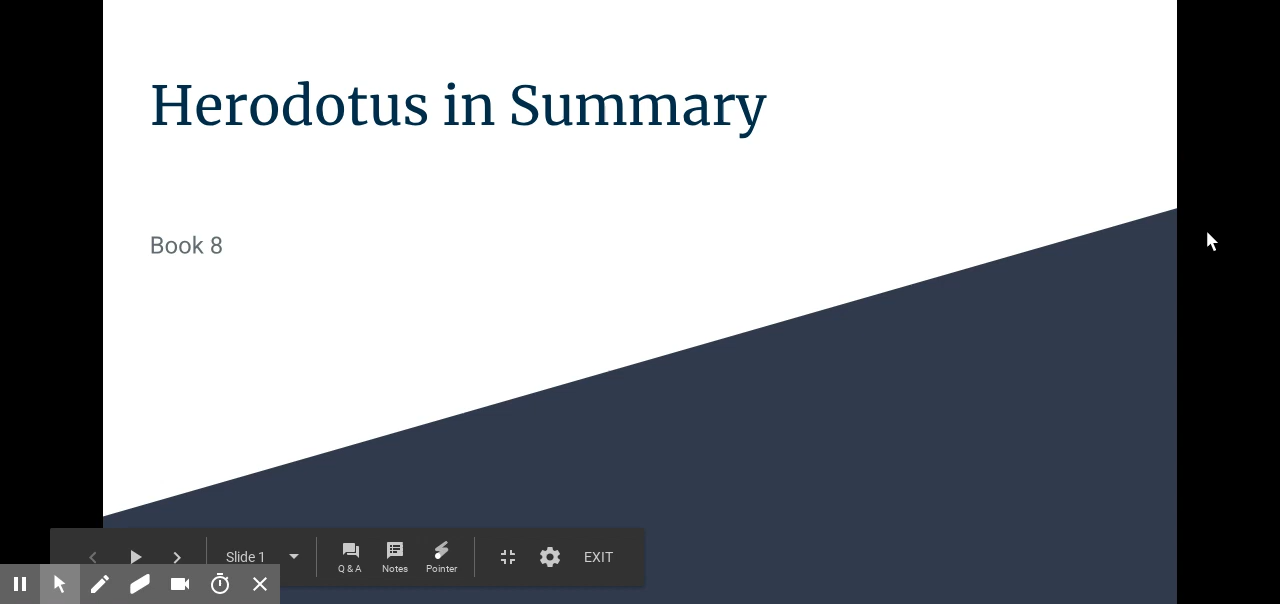 Herodotus in Summary
Book 8
Slide 1
Q & A
Notes
Pointer
EXIT